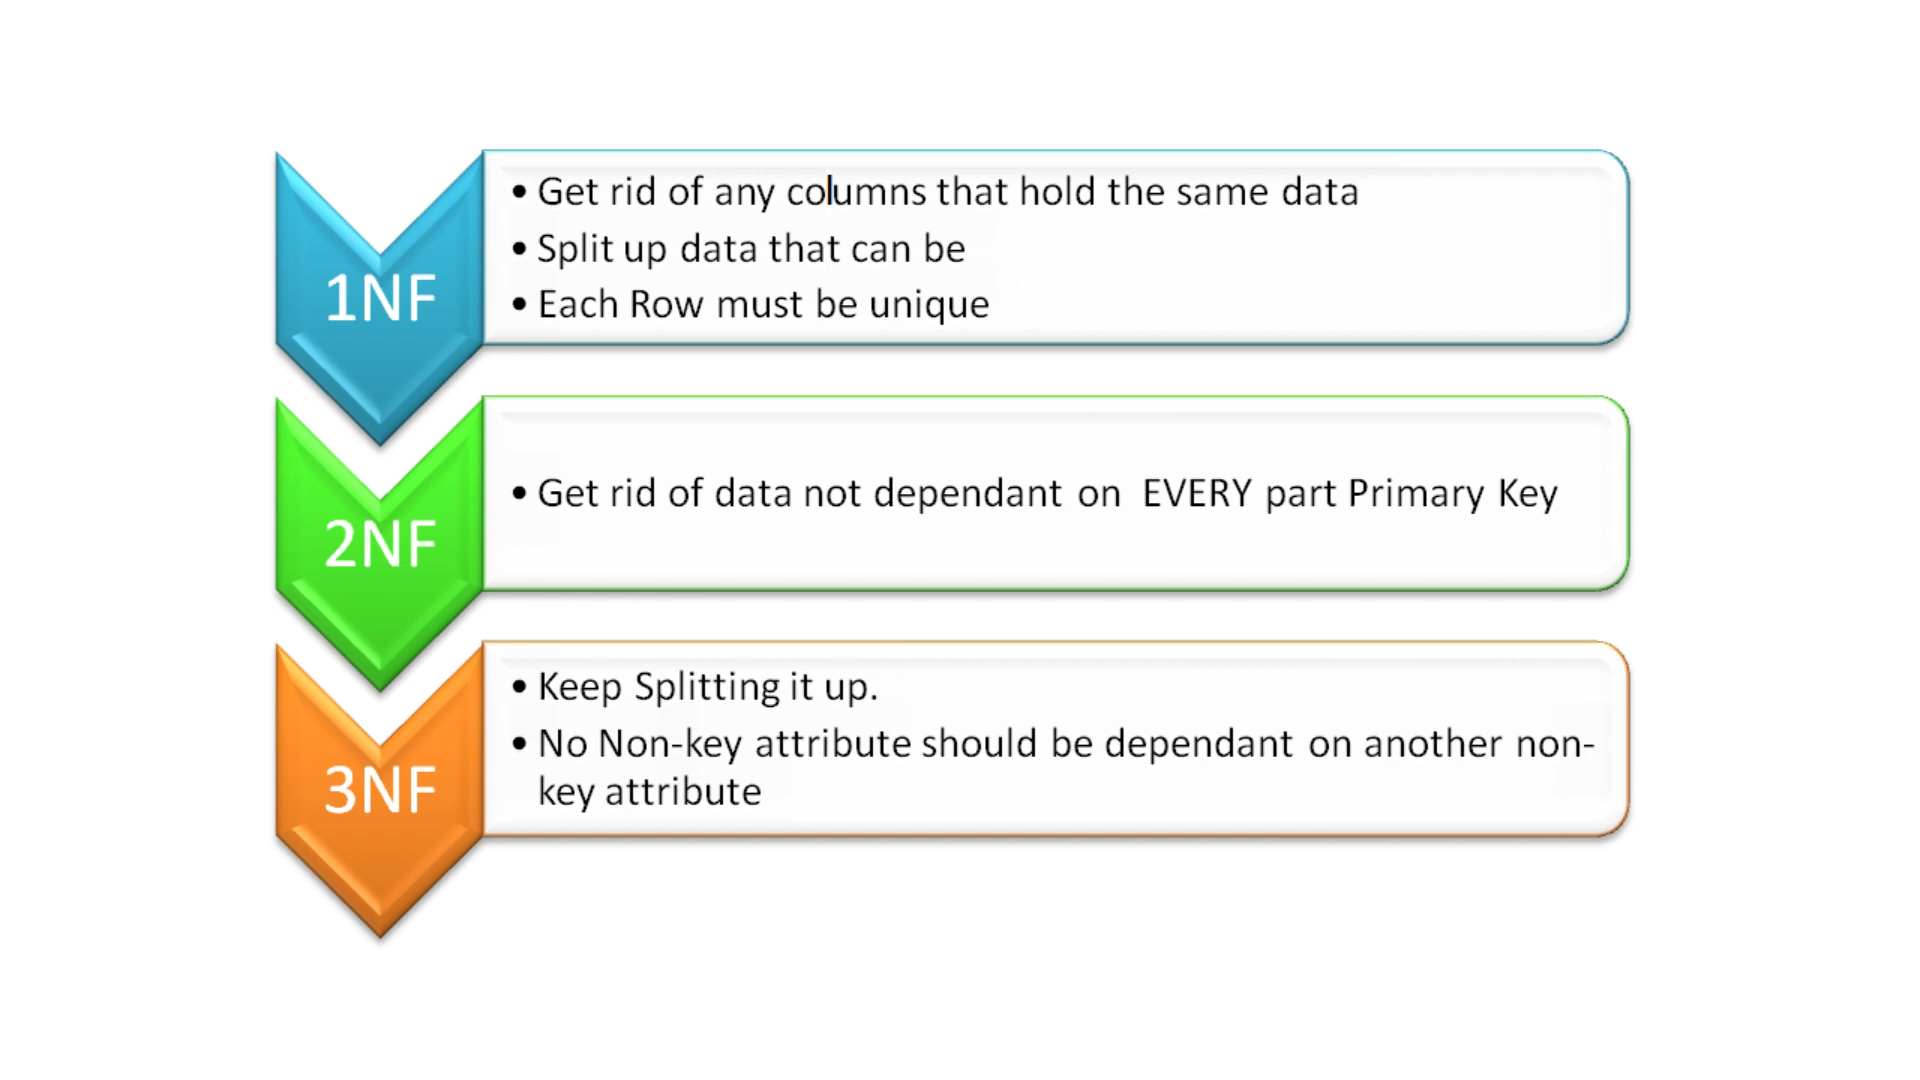 1NF
• Get rid of any columns that hold the same data
• Split up data that can be
• Each Row must be unique
2NF
• Get rid of data not dependant on EVERY part Primary Key
3NF
• Keep Splitting it up.
• No Non-key attribute should be dependant on another non-
key attribute